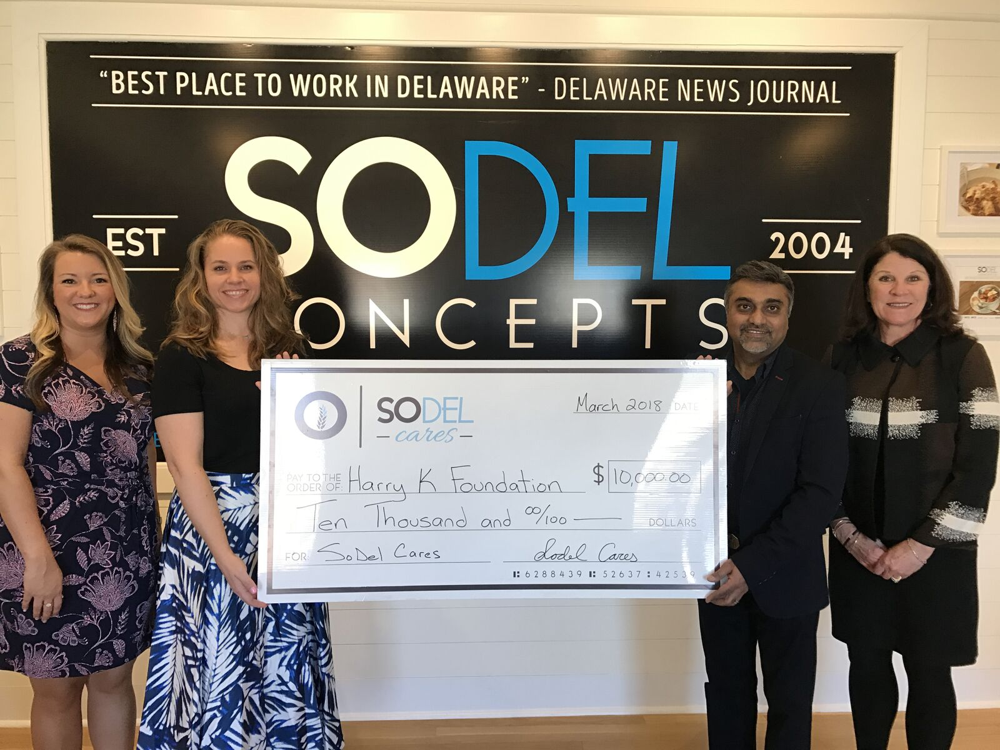 “BEST PLACE TO WORK IN DELAWARE” - DELAWARE NEWS JOURNAL
SODEL
EST
2004
ONCEPTS
SODEL
SODEL
cares
March 2018 DATE
PAY TO THE
ORDER OF: Harry K Foundation $ 10,000.00
Ten Thousand and 00/100 DOLLARS
FOR: SoDel Cares Sodel Cares
6288439 52637 42539